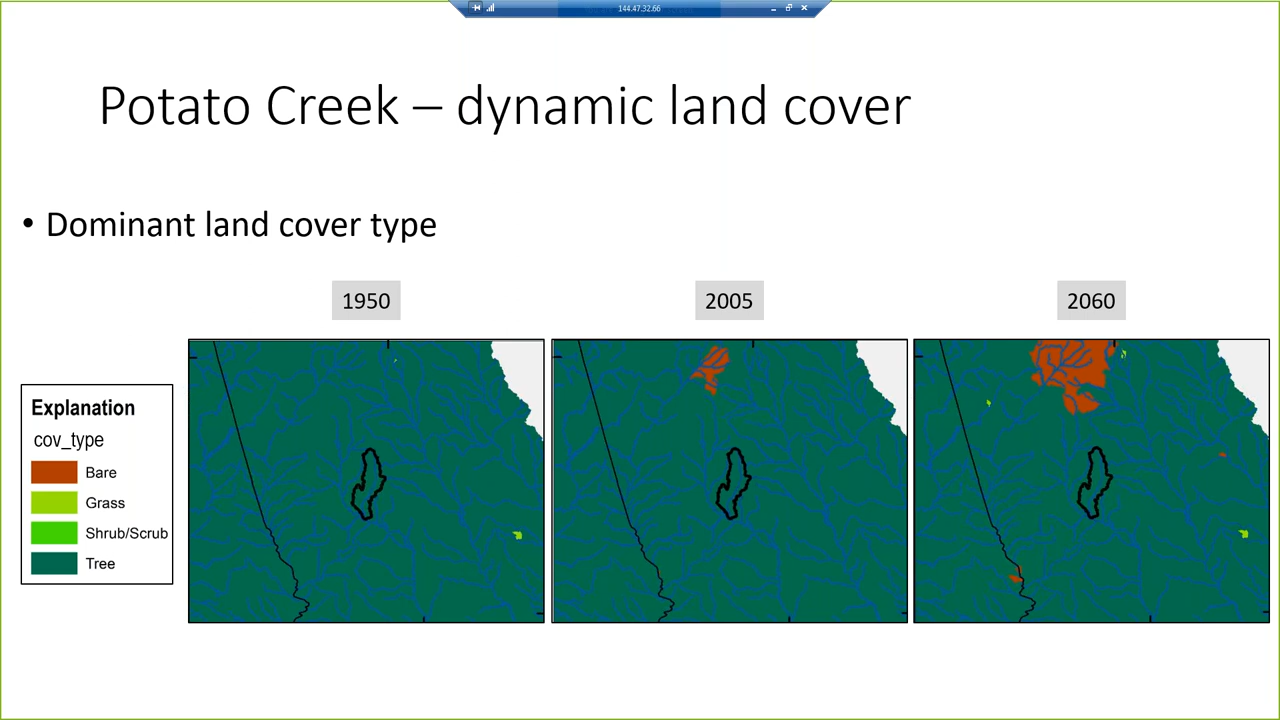 144.47.32.66
Potato Creek – dynamic land cover
• Dominant land cover type
1950
2005
2060
Explanation
cov_type
Bare
Grass
Shrub/Scrub
Tree